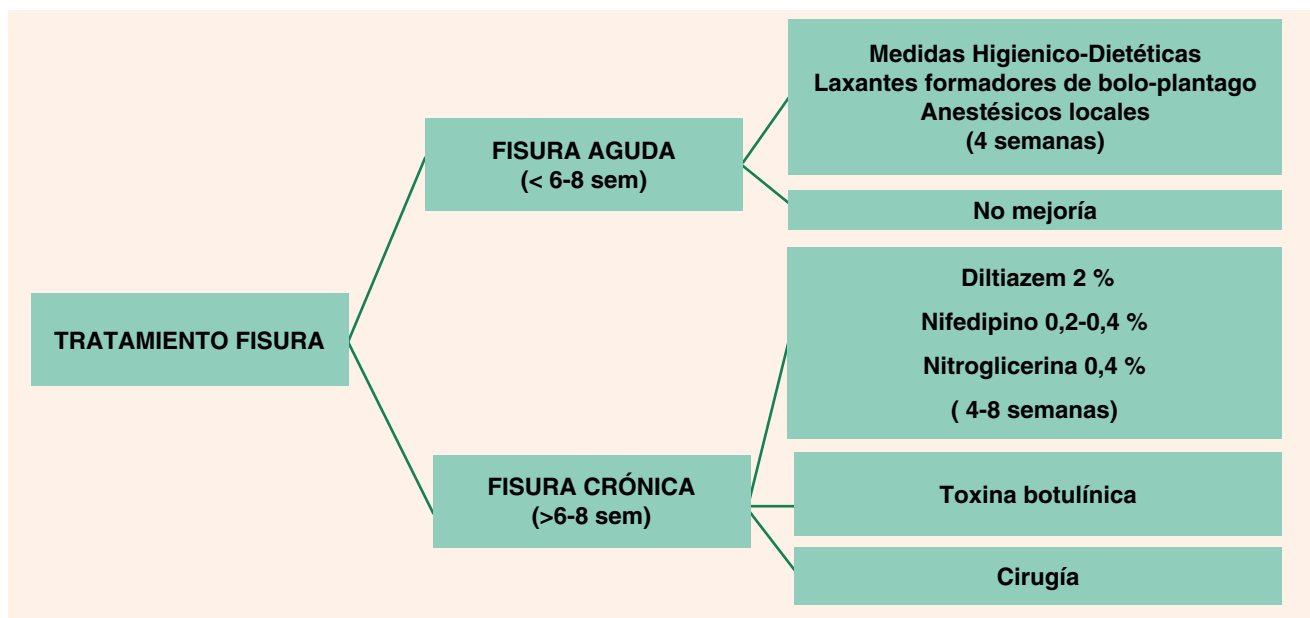 TRATAMIENTO FISURA
FISURA AGUDA
(< 6-8 sem)
Medidas Higienico-Dietéticas
Laxantes formadores de bolo-plantago
Anestésicos locales
(4 semanas)
No mejoría
FISURA CRÓNICA
(>6-8 sem)
Diltiazem 2 %
Nifedipino 0,2-0,4 %
Nitroglicerina 0,4 %
( 4-8 semanas)
Toxina botulínica
Cirugía